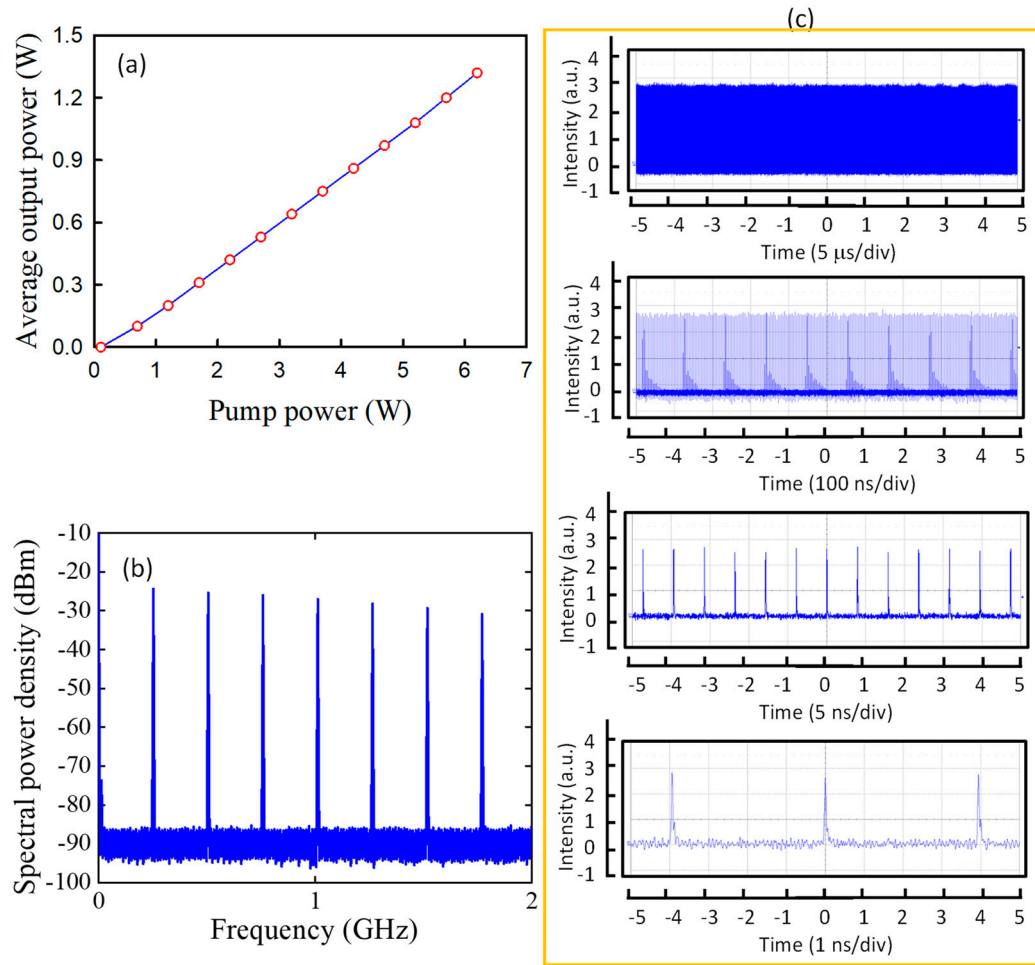 (a)
Average output power (W)
1.5
1.2
0.9
0.6
0.3
0.0
0 1 2 3 4 5 6 7
Pump power (W)
(b)
Spectral power density (dBm)
-10
-20
-30
-40
-50
-60
-70
-80
-90
-100
0 1 2
Frequency (GHz)
(c)
Intensity (a.u.)
4
3
2
1
0
-1
-5 -4 -3 -2 -1 0 1 2 3 4 5
Time (5 μs/div)
Intensity (a.u.)
4
3
2
1
0
-1
-5 -4 -3 -2 -1 0 1 2 3 4 5
Time (100 ns/div)
Intensity (a.u.)
4
3
2
1
0
-1
-5 -4 -3 -2 -1 0 1 2 3 4 5
Time (5 ns/div)
Intensity (a.u.)
4
3
2
1
0
-1
-5 -4 -3 -2 -1 0 1 2 3 4 5
Time (1 ns/div)